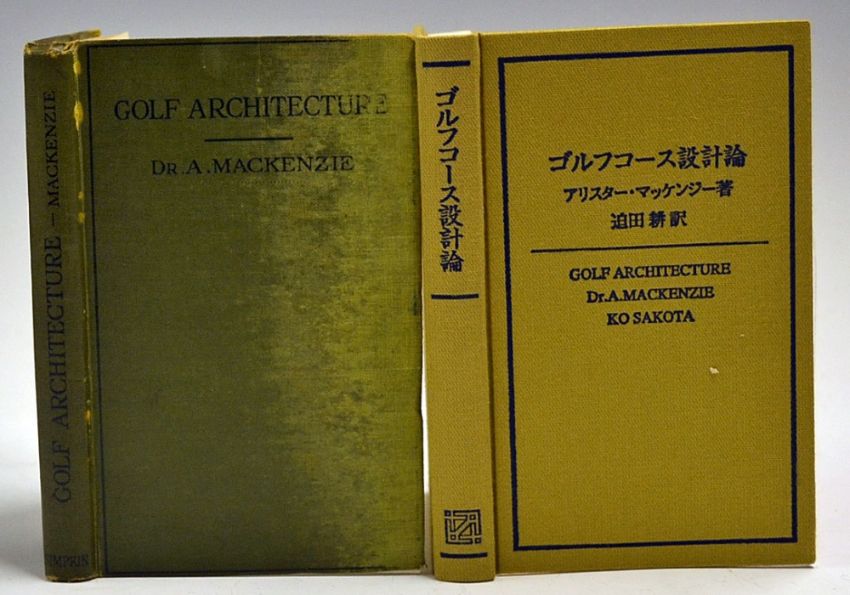 GOLF ARCHITECTURE — MACKENZIE
SIMPKIN
GOLF ARCHITECTURE
DR. A. MACKENZIE
ゴルフコース設計論
ゴルフコース設計論
アリスター・マッケンジー著
迫田 耕 訳
GOLF ARCHITECTURE
Dr.A.MACKENZIE
KO SAKOTA